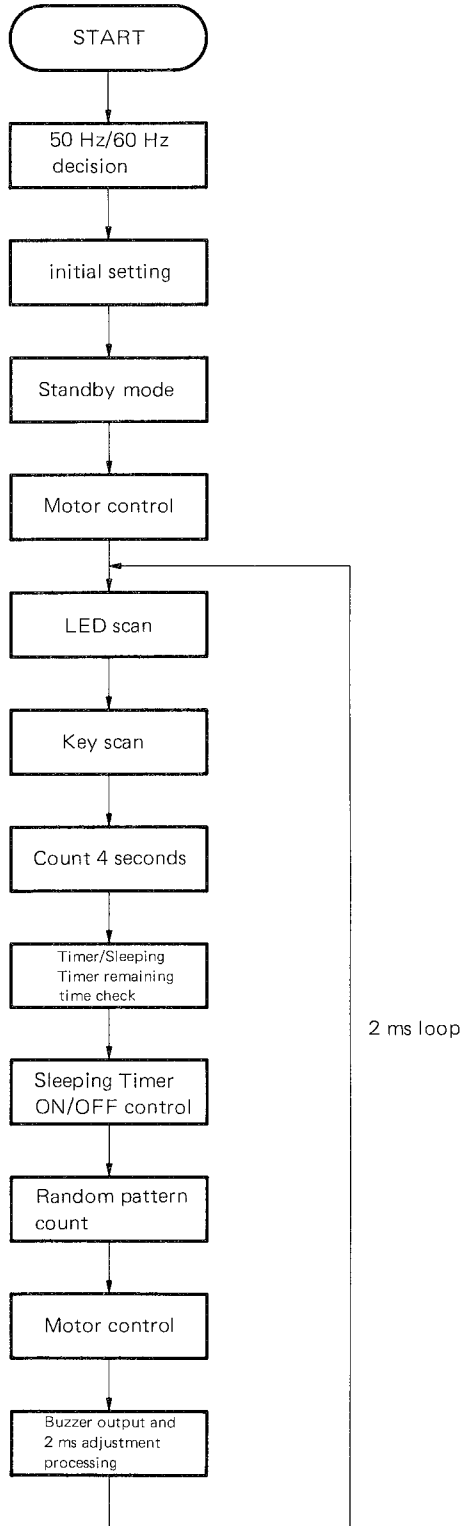 START
50 Hz/60 Hz
decision
initial setting
Standby mode
Motor control
LED scan
Key scan
Count 4 seconds
Timer/Sleeping
Timer remaining
time check
2 ms loop
Sleeping Timer
ON/OFF control
Random pattern
count
Motor control
Buzzer output and
2 ms adjustment
processing